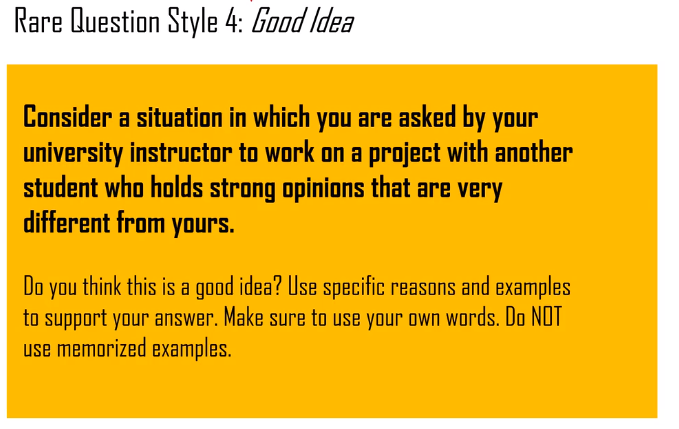 Rare Question Style 4: Good Idea
Consider a situation in which you are asked by your
university instructor to work on a project with another
student who holds strong opinions that are very
different from yours.
Do you think this is a good idea? Use specific reasons and examples
to support your answer. Make sure to use your own words. Do NOT
use memorized examples.